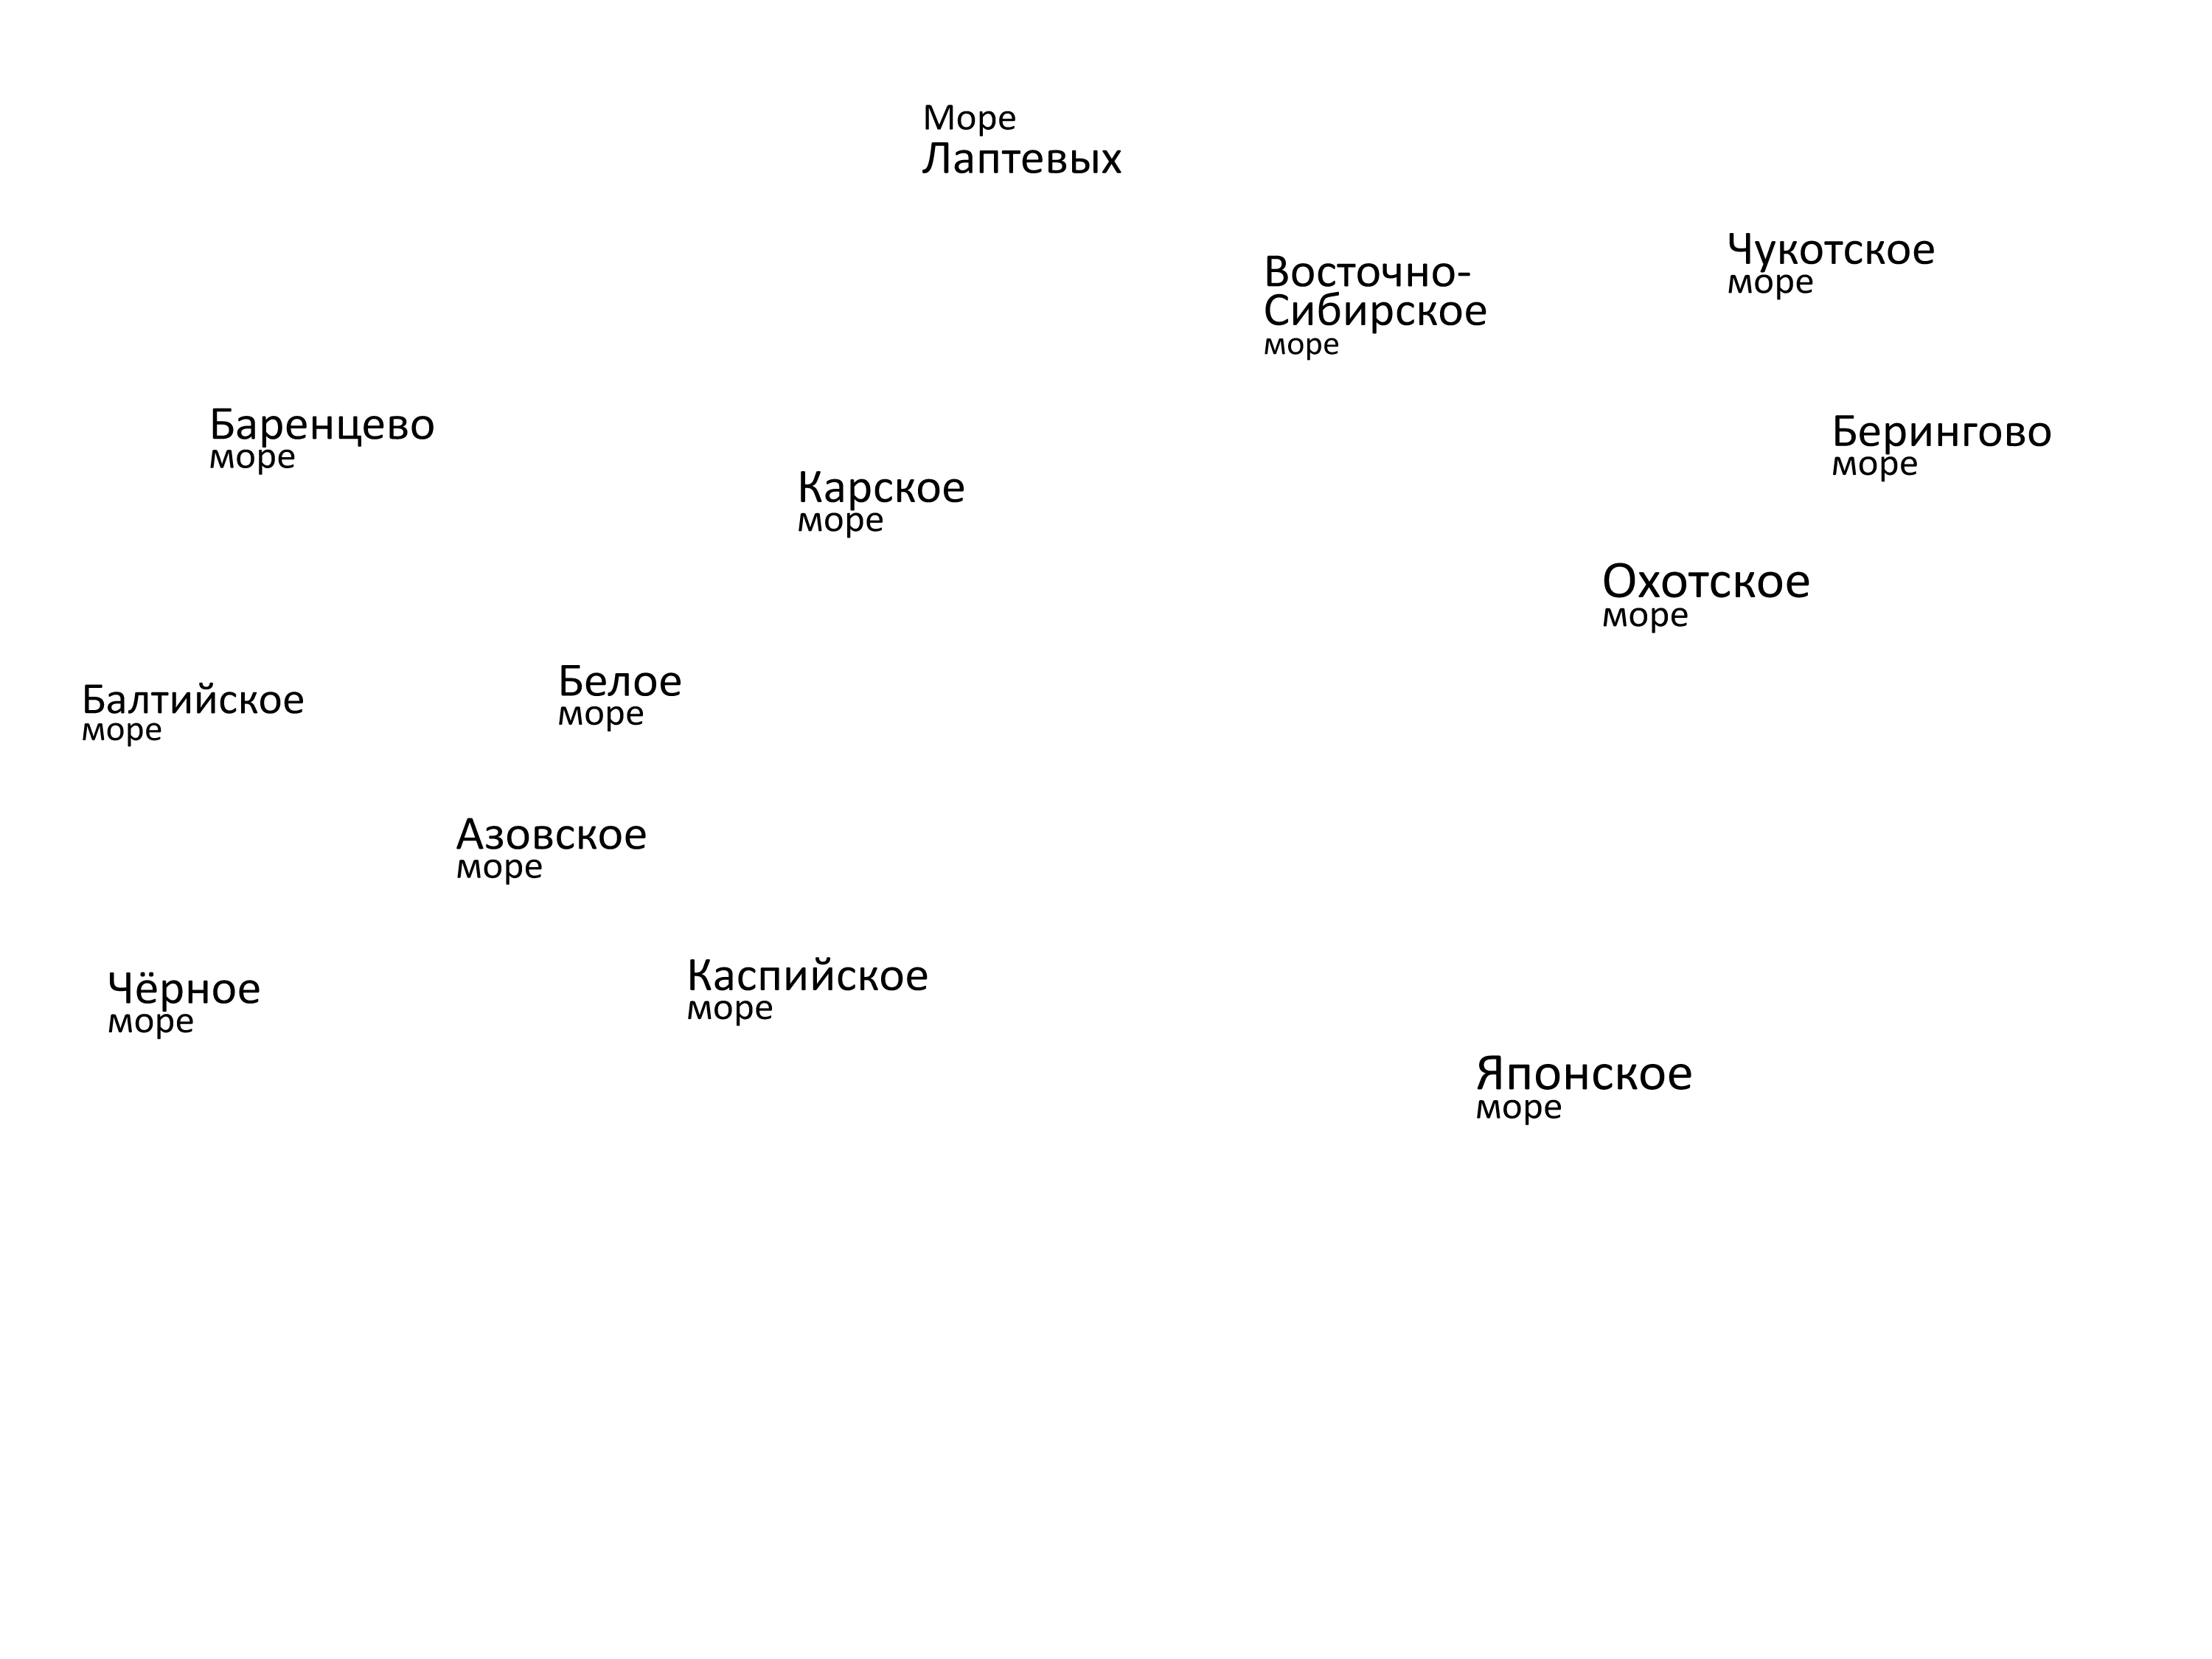 Море
Лаптевых
Чукотское
море
Восточно-
Сибирское
море
Баренцево
море
Берингово
море
Карское
море
Охотское
море
Белое
море
Балтийское
море
Азовское
море
Каспийское
море
Чёрное
море
Японское
море